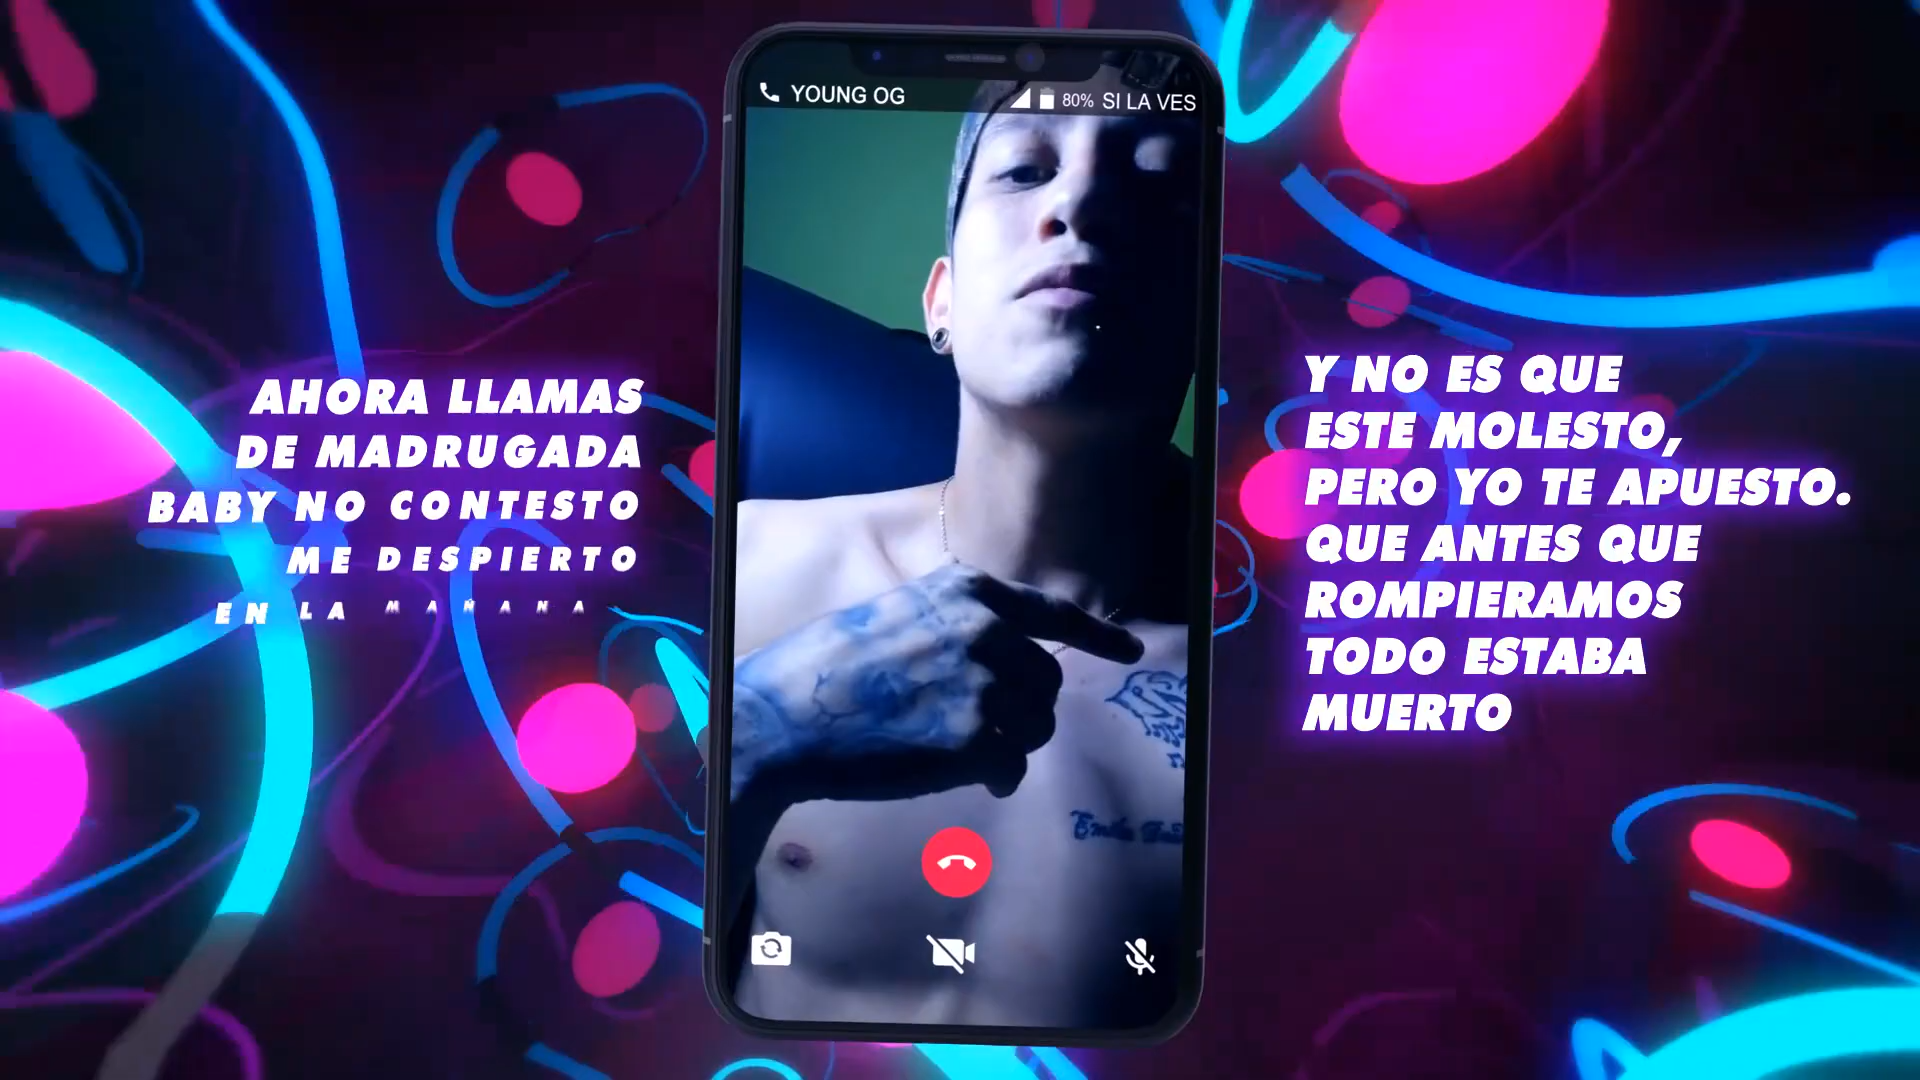 YOUNG OG
80% SI LA VES
AHORA LLAMAS
DE MADRUGADA
BABY NO CONTESTO
ME DESPIERTO
EN LA MAÑANA
Y NO ES QUE
ESTE MOLESTO,
PERO YO TE APUESTO.
QUE ANTES QUE
ROMPIERAMOS
TODO ESTABA
MUERTO